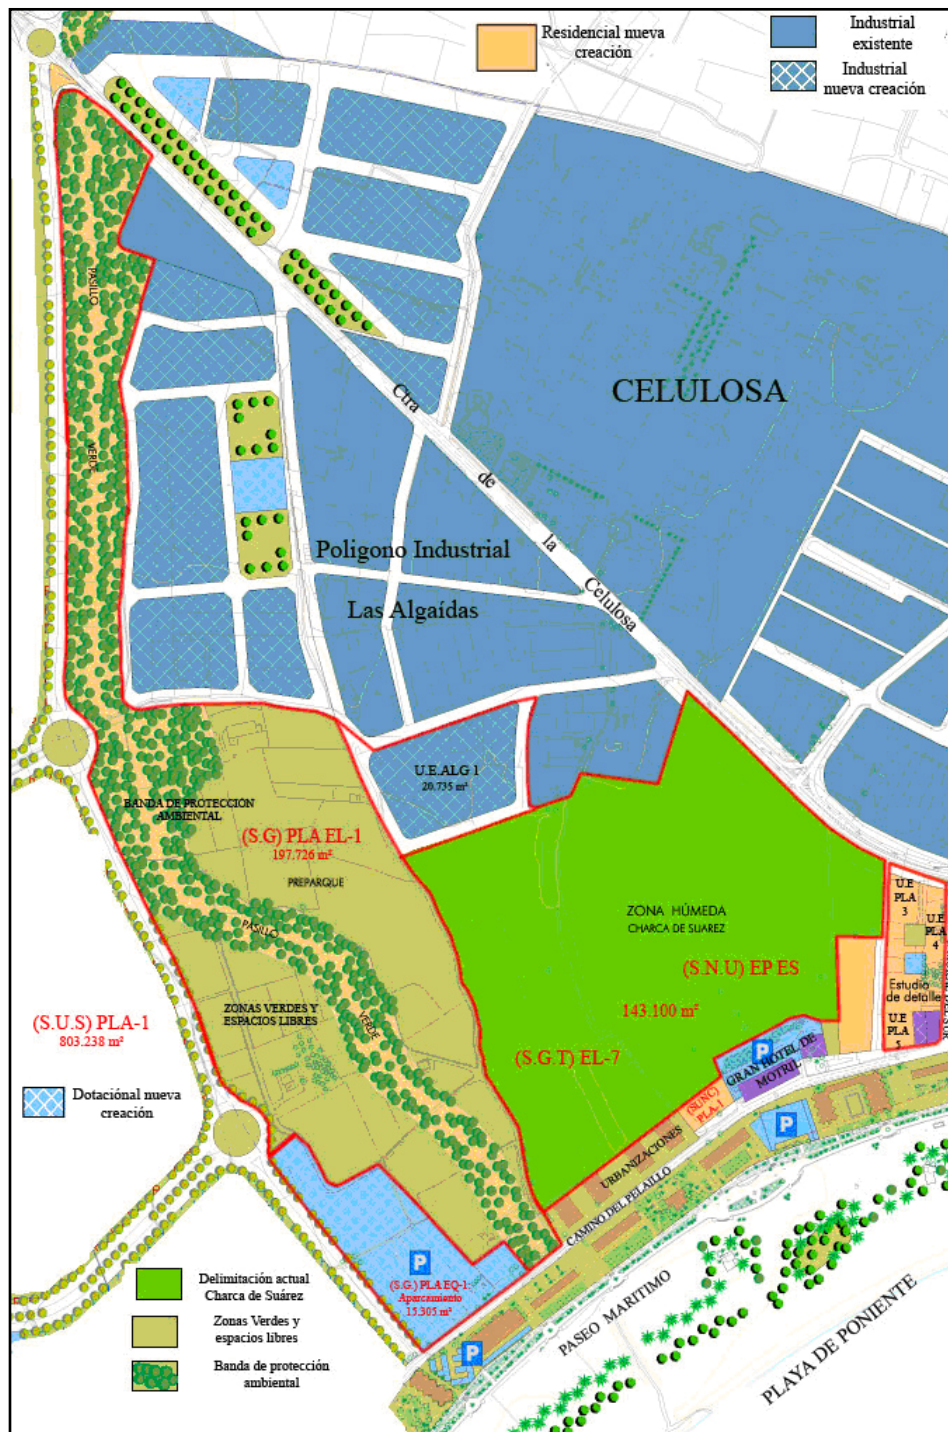 Residencial nueva
creación
Industrial
existente
Industrial
nueva creación
PASILLO
VERDE
CELULOSA
Ctra
de
la
Celulosa
Poligono Industrial
Las Algaídas
U.E.ALG 1
20.735 m²
BANDA DE PROTECCIÓN
AMBIENTAL
(S.G) PLA EL-1
197.726 m²
PREPARQUE
PASILLO
VERDE
ZONAS VERDES Y
ESPACIOS LIBRES
ZONA HÚMEDA
CHARCA DE SUAREZ
(S.N.U) EP ES
143.100 m²
(S.G.T) EL-7
U.E
PLA
3
U.E
PLA
4
Estudio
de detalle
U.E
PLA
5
P
GRAN HOTEL DE
MOTRIL
(SUNC)
PLA-1
URBANIZACIONES
CAMINO DEL PELAILLO
P
(S.U.S) PLA-1
803.238 m²
Dotaciónal nueva
creación
P
(S.G.) PLA EQ-1:
Aparcamiento
15.305 m²
P
PASEO MARITIMO
PLAYA DE PONIENTE
Delimitación actual
Charca de Suárez
Zonas Verdes y
espacios libres
Banda de protección
ambiental